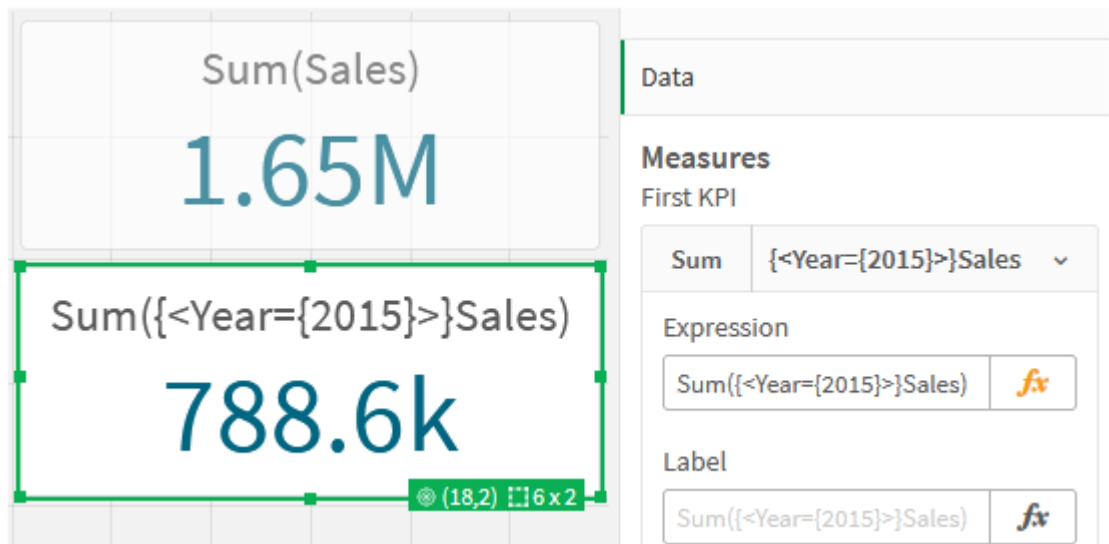 Sum(Sales)
1.65M
Sum({<Year={2015}>}Sales)
788.6k
(18,2) 6 x 2
Data
Measures
First KPI
Sum {<Year={2015}>}Sales
Expression
Sum({<Year={2015}>}Sales) fx
Label
Sum({<Year={2015}>}Sales) fx